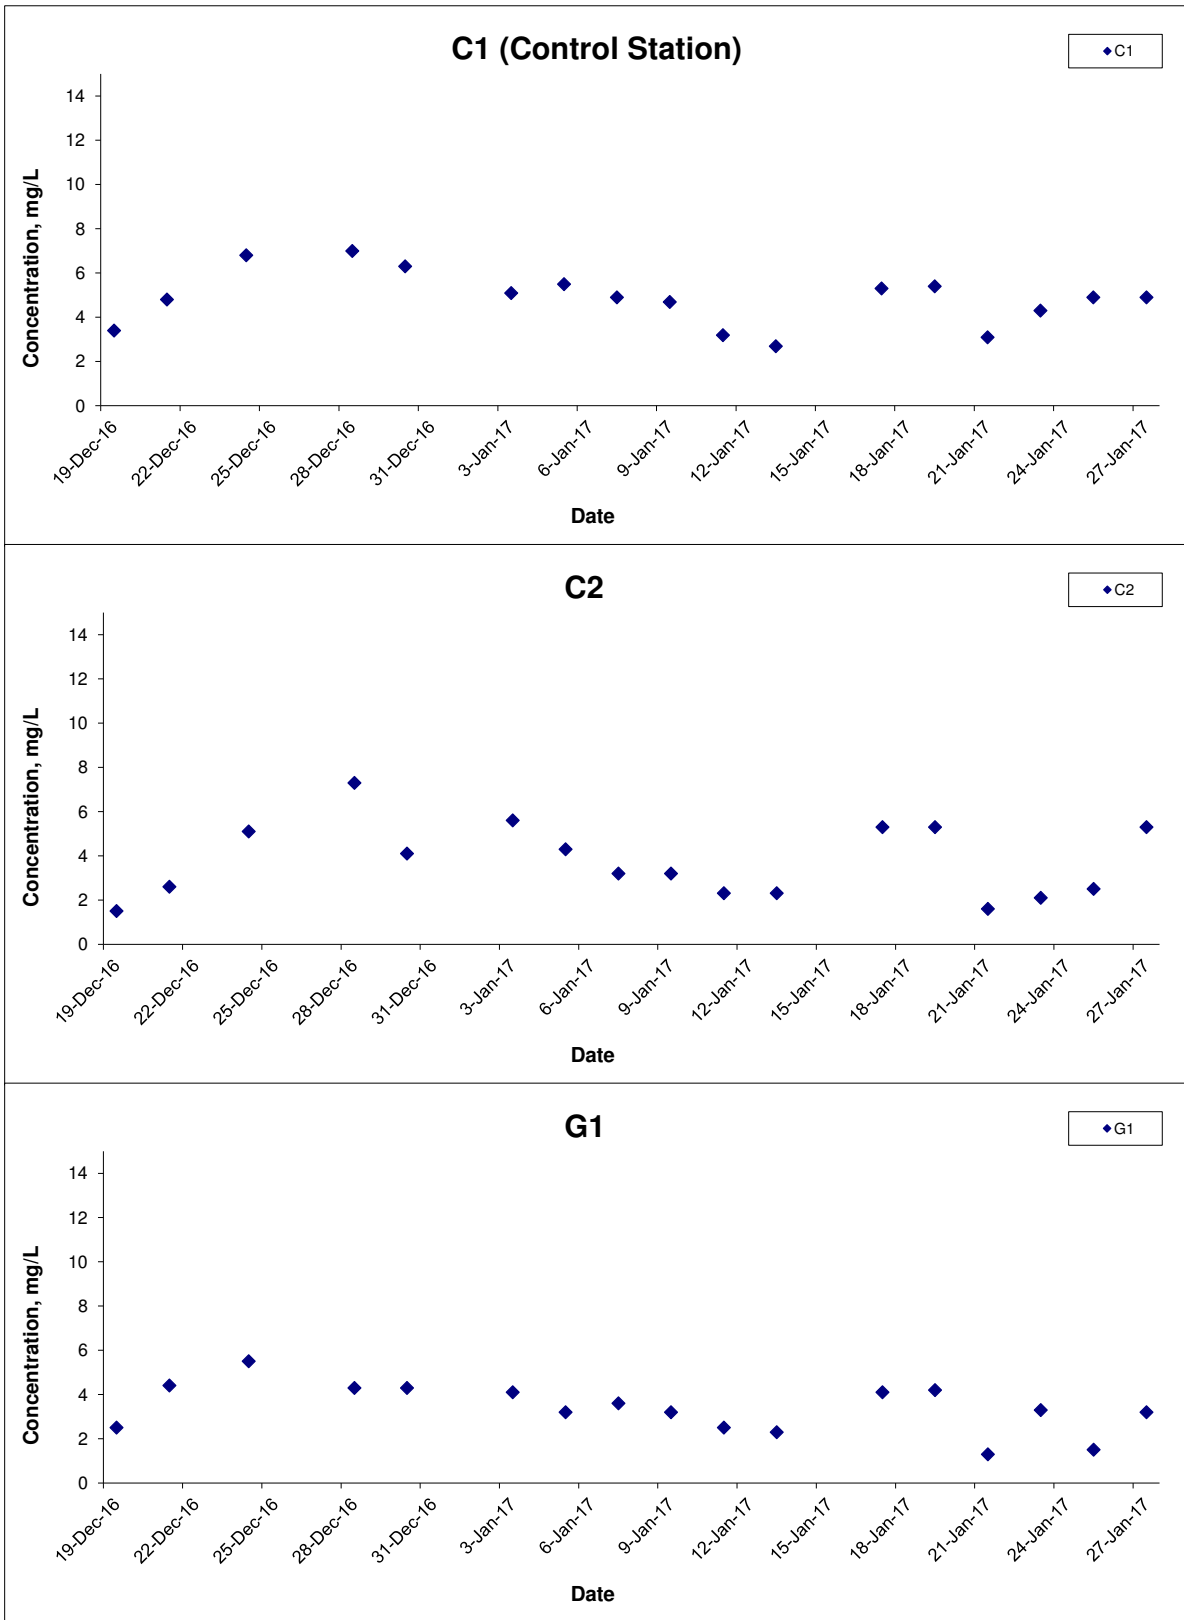 C1 (Control Station)
C1
14
12
10
8
6
4
2
0
Concentration, mg/L
19-Dec-16
22-Dec-16
25-Dec-16
28-Dec-16
31-Dec-16
3-Jan-17
6-Jan-17
9-Jan-17
12-Jan-17
15-Jan-17
18-Jan-17
21-Jan-17
24-Jan-17
27-Jan-17
Date
C2
C2
14
12
10
8
6
4
2
0
Concentration, mg/L
19-Dec-16
22-Dec-16
25-Dec-16
28-Dec-16
31-Dec-16
3-Jan-17
6-Jan-17
9-Jan-17
12-Jan-17
15-Jan-17
18-Jan-17
21-Jan-17
24-Jan-17
27-Jan-17
Date
G1
G1
14
12
10
8
6
4
2
0
Concentration, mg/L
19-Dec-16
22-Dec-16
25-Dec-16
28-Dec-16
31-Dec-16
3-Jan-17
6-Jan-17
9-Jan-17
12-Jan-17
15-Jan-17
18-Jan-17
21-Jan-17
24-Jan-17
27-Jan-17
Date